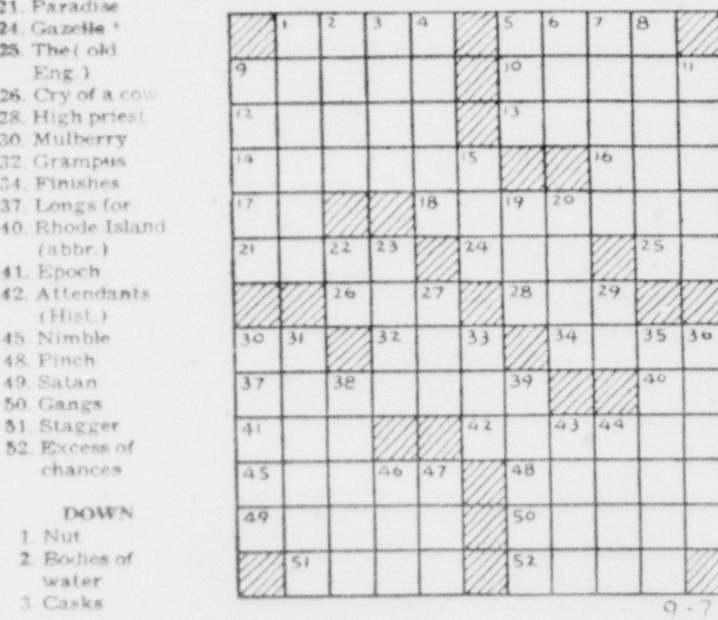 21. Paradise
24. Gazelle
25. The( old
Eng.)
26. Cry of a cow
28. High priest
30. Mulberry
32. Grampus
34. Finishes
37. Longs for
40. Rhode Island
(abbr.)
41. Epoch
42. Attendants
(Hist.)
45. Nimble
48. Pinch
49. Satan
50. Gangs
51. Stagger
52. Excess of
chances
DOWN
1. Nut
2. Bodies of
water
3. Casks
1 2 3 4 5 6 7 8
9 10 11
12 13
14 15 16
17 18 19 20
21 22 23 24 25
26 27 28 29
30 31 32 33 34 35 36
37 38 39 40
41 42 43 44
45 46 47 48
49 50
51 52
9-7